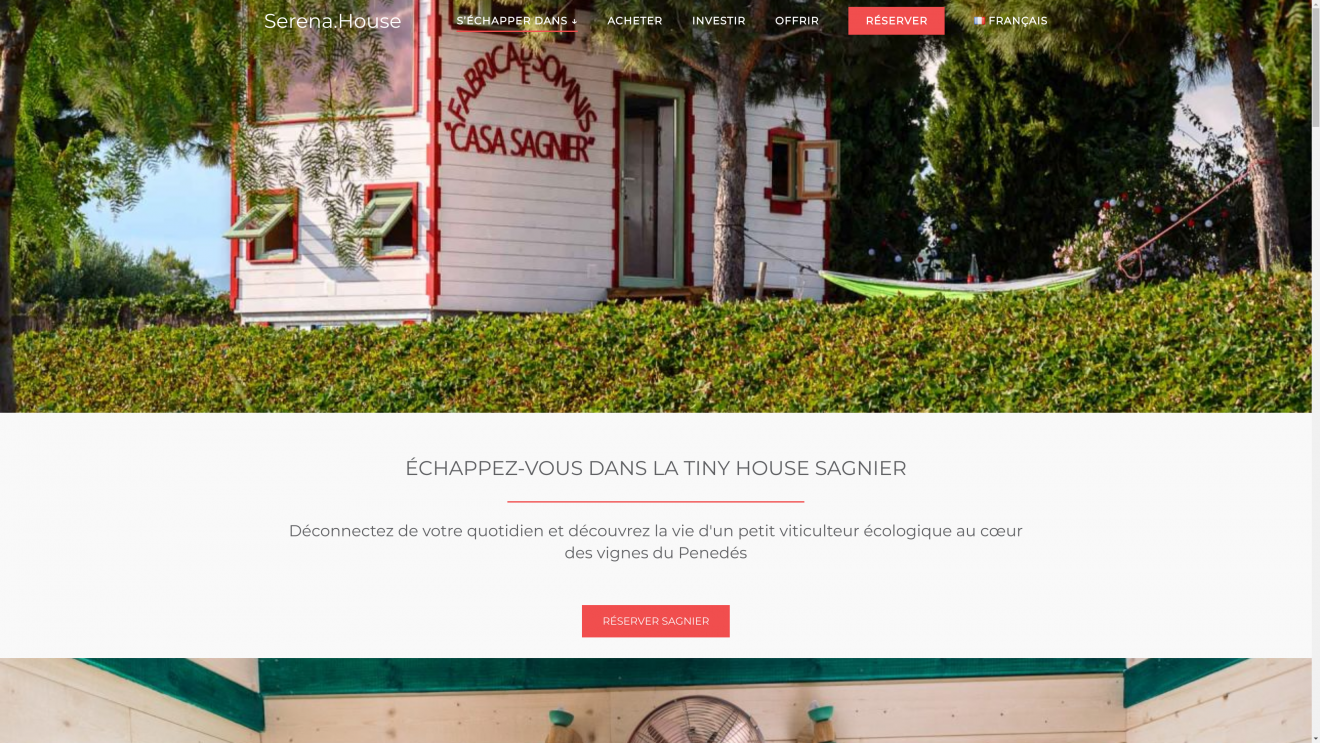 Serena.House
S'ÉCHAPPER DANS ↓
ACHETER
INVESTIR
OFFRIR
RÉSERVER
FRANÇAIS
"FABRICA DE SOMNIS"
"CASA SAGNIER"
ÉCHAPPEZ-VOUS DANS LA TINY HOUSE SAGNIER
Déconnectez de votre quotidien et découvrez la vie d'un petit viticulteur écologique au cœur
des vignes du Penedés
RÉSERVER SAGNIER